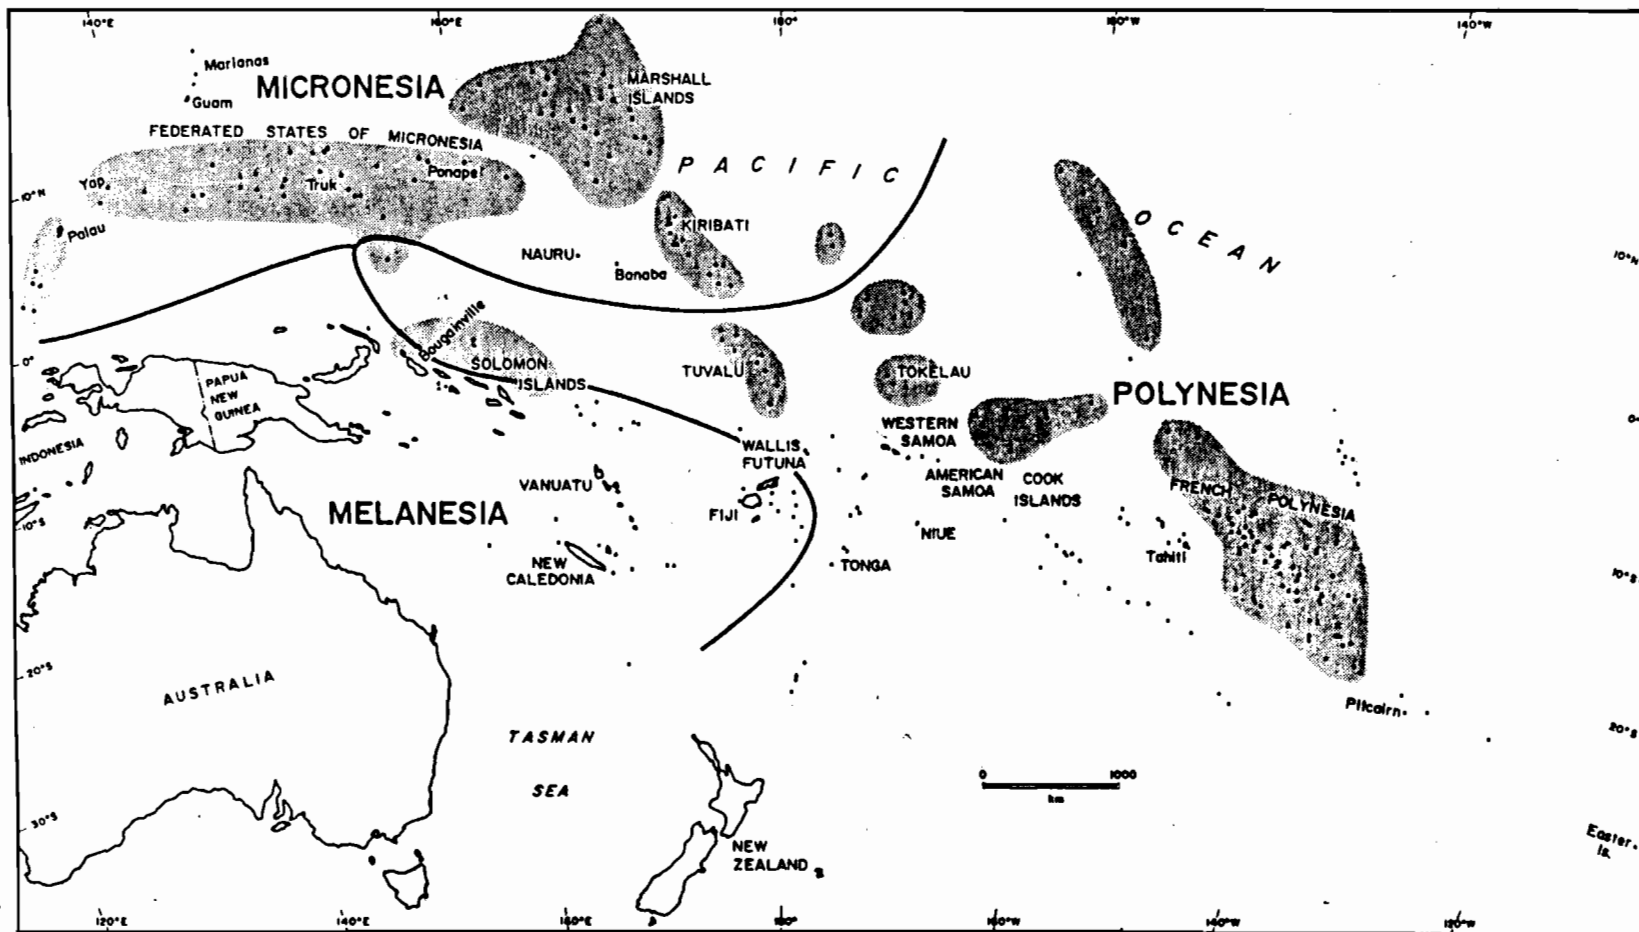 140°E
160°E
180°
160°W
140°W
Marianas
MICRONESIA
Guam
MARSHALL
ISLANDS
FEDERATED STATES OF MICRONESIA
PACIFIC
Yap
Truk
Ponape
10°N
Palau
KIRIBATI
OCEAN
NAURU
Banaba
10°N
Bougainville
0°
SOLOMON
ISLANDS
TUVALU
TOKELAU
PAPUA
NEW
GUINEA
POLYNESIA
INDONESIA
WESTERN
SAMOA
WALLIS
FUTUNA
AMERICAN
SAMOA
COOK
ISLANDS
FRENCH POLYNESIA
VANUATU
MELANESIA
FIJI
10°S
NIUE
Tahiti
NEW
CALEDONIA
TONGA
10°S
20°S
AUSTRALIA
Pitcairn
20°S
TASMAN
SEA
0 1000
km
30°S
NEW
ZEALAND
Easter
Is.
120°E
140°E
160°E
180°
160°W
140°W
120°W